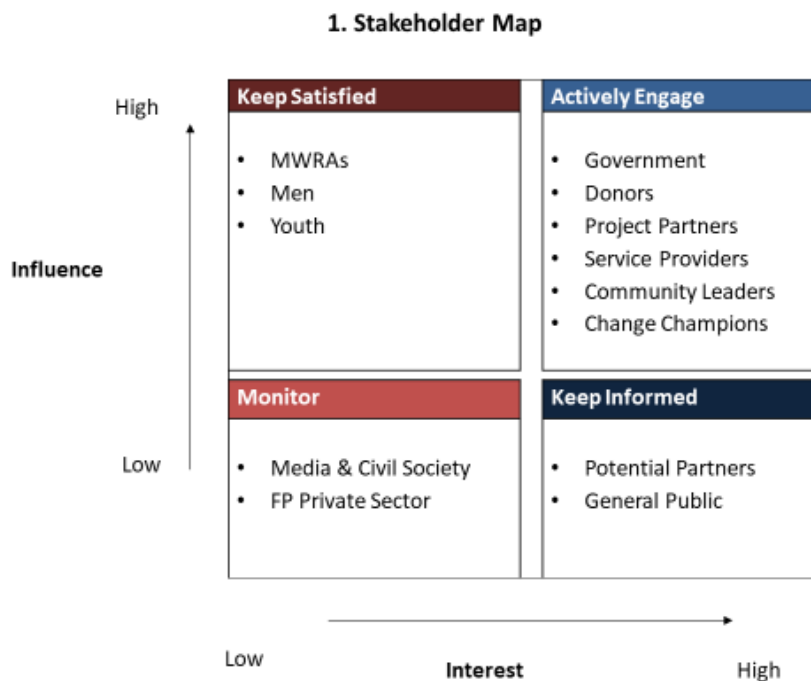 1. Stakeholder Map
High
Keep Satisfied
• MWRAs
• Men
• Youth
Actively Engage
• Government
• Donors
• Project Partners
• Service Providers
• Community Leaders
• Change Champions
Influence
Monitor
• Media & Civil Society
• FP Private Sector
Keep Informed
• Potential Partners
• General Public
Low
Low
Interest
High